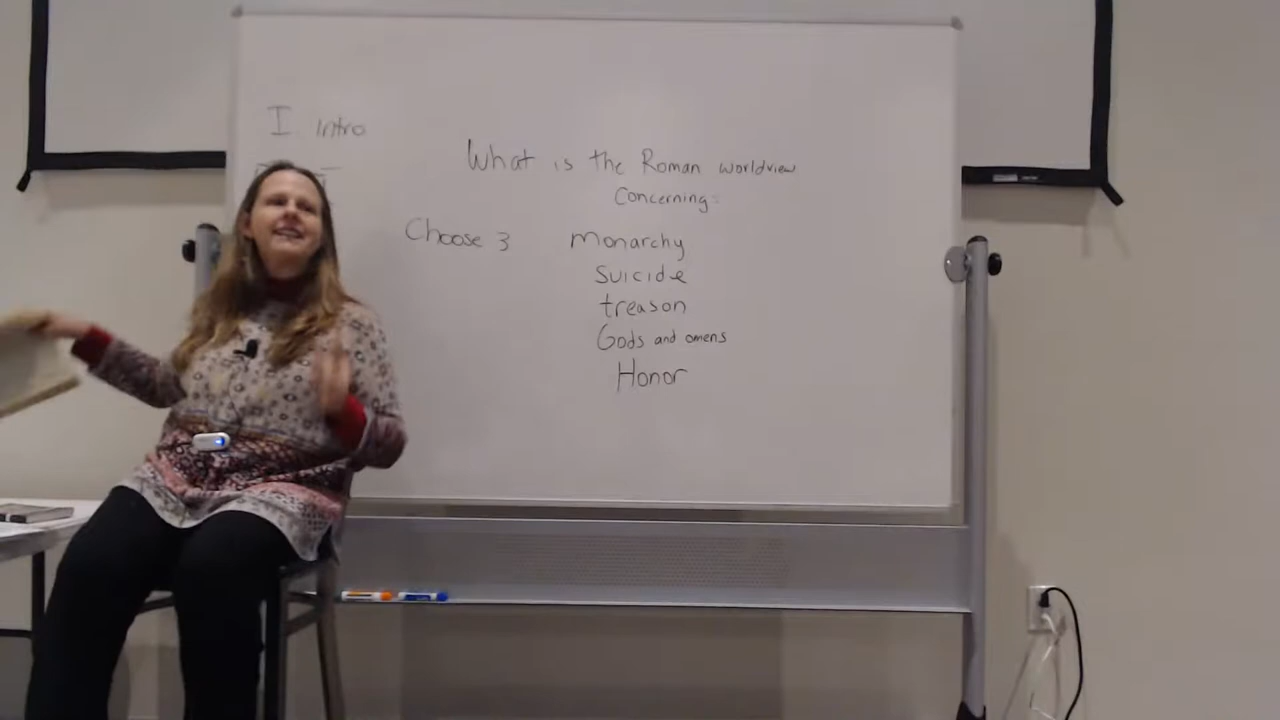 I. Intro
What is the Roman worldview
Concerning:
Choose 3 Monarchy
Suicide
treason
Gods and omens
Honor